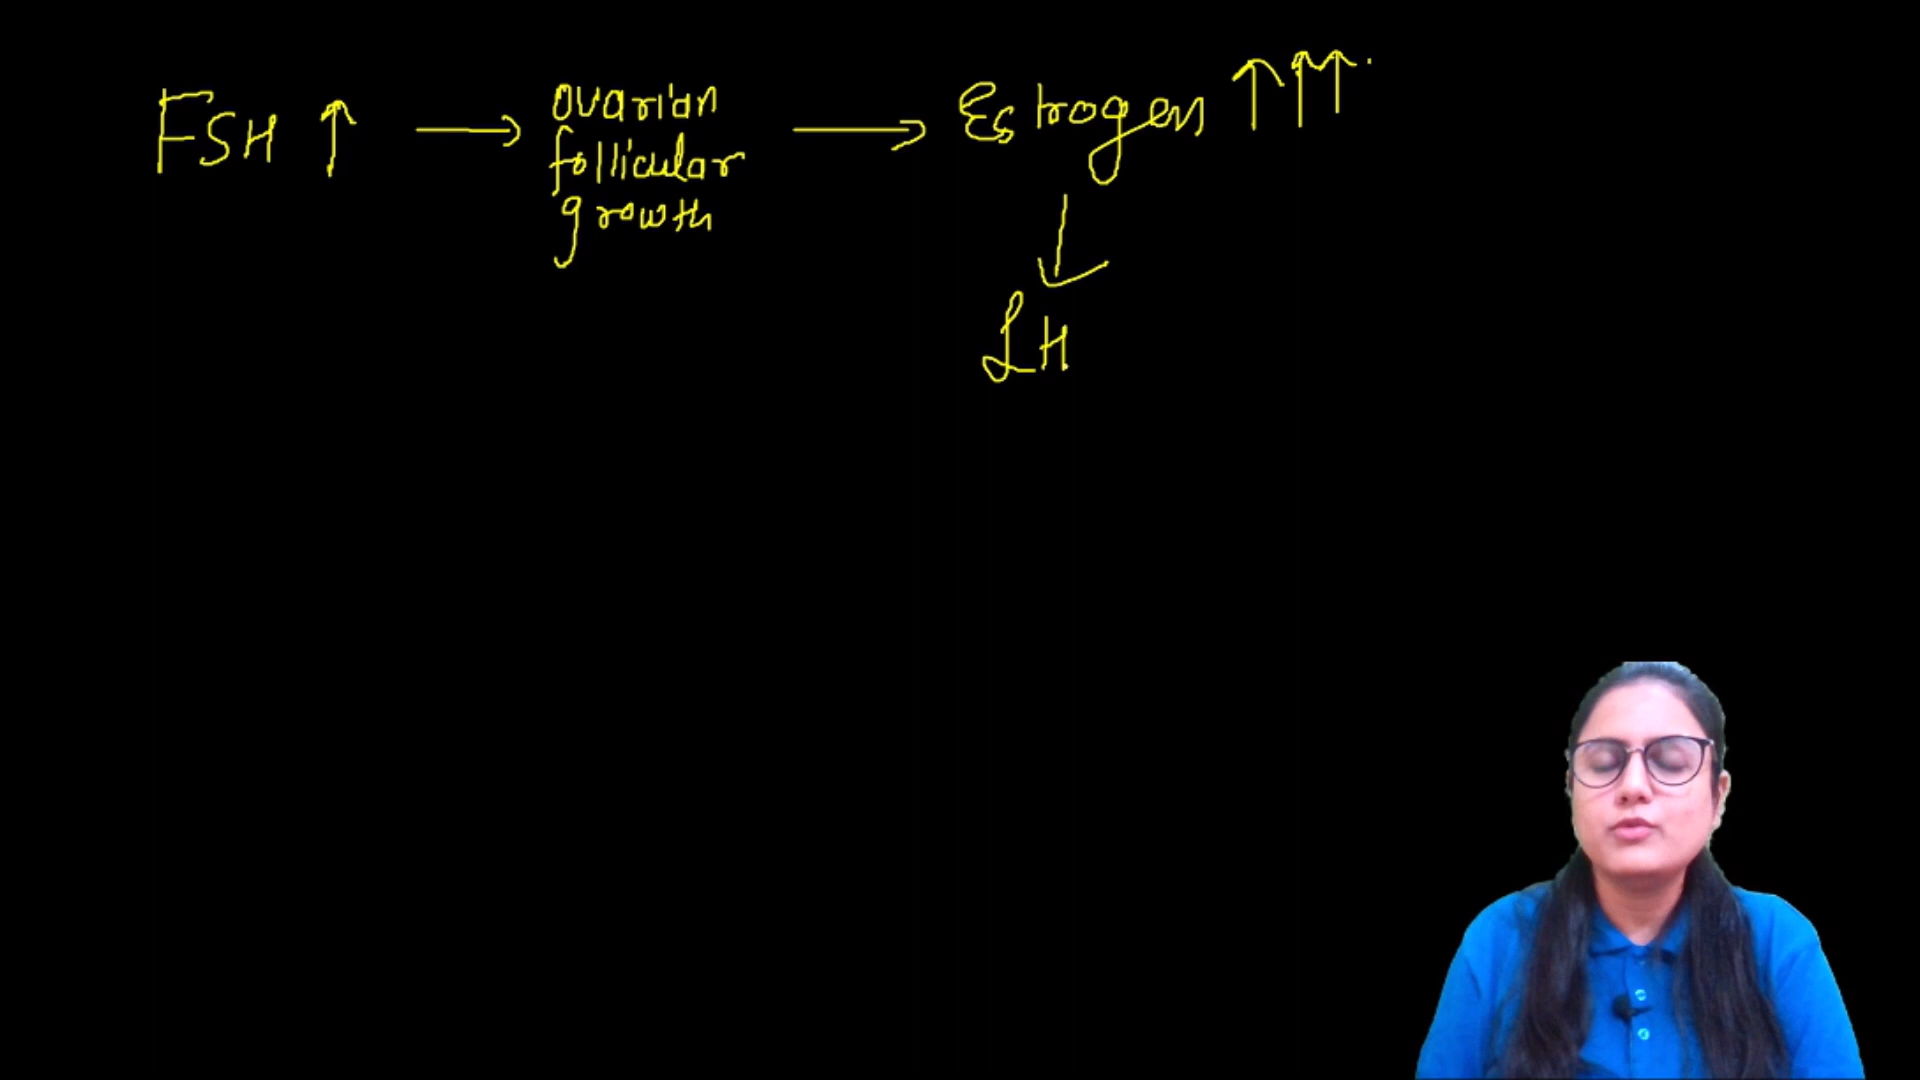 FSH ↑ → ovarian follicular growth → Estrogen ↑↑↑
↓
LH